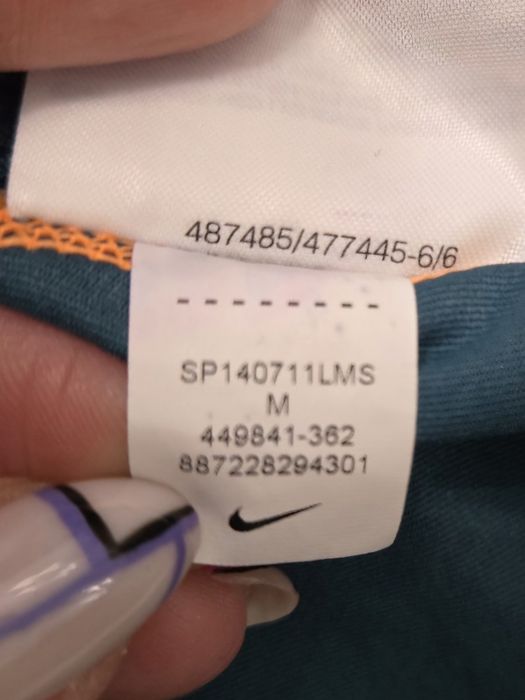 487485/477445-6/6
- - - - - - - -
SP140711LMS
M
449841-362
887228294301